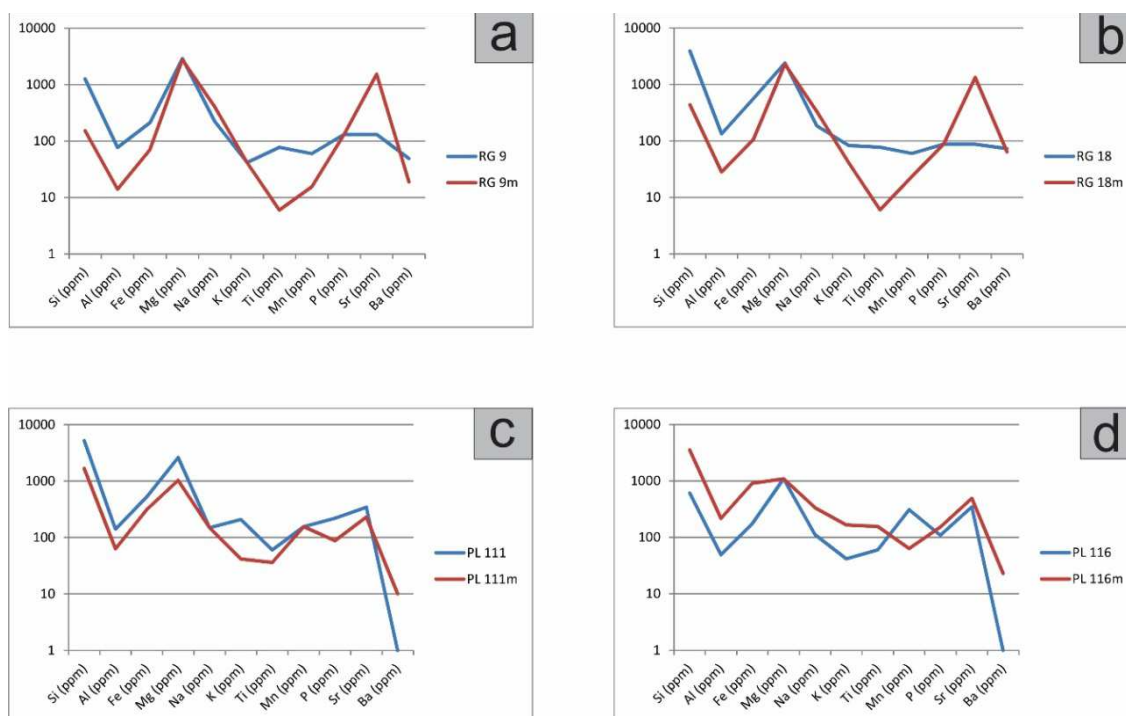 a
10000
1000
100
10
1
Si (ppm)
Al (ppm)
Fe (ppm)
Mg (ppm)
Na (ppm)
K (ppm)
Ti (ppm)
Mn (ppm)
P (ppm)
Sr (ppm)
Ba (ppm)
RG 9
RG 9m
b
10000
1000
100
10
1
Si (ppm)
Al (ppm)
Fe (ppm)
Mg (ppm)
Na (ppm)
K (ppm)
Ti (ppm)
Mn (ppm)
P (ppm)
Sr (ppm)
Ba (ppm)
RG 18
RG 18m
c
10000
1000
100
10
1
Si (ppm)
Al (ppm)
Fe (ppm)
Mg (ppm)
Na (ppm)
K (ppm)
Ti (ppm)
Mn (ppm)
P (ppm)
Sr (ppm)
Ba (ppm)
PL 111
PL 111m
d
10000
1000
100
10
1
Si (ppm)
Al (ppm)
Fe (ppm)
Mg (ppm)
Na (ppm)
K (ppm)
Ti (ppm)
Mn (ppm)
P (ppm)
Sr (ppm)
Ba (ppm)
PL 116
PL 116m